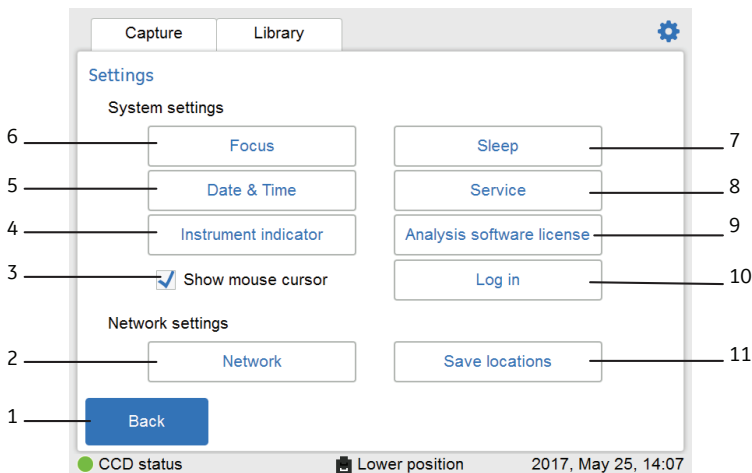 Capture Library
Settings
System settings
6 Focus Sleep 7
5 Date & Time Service 8
4 Instrument indicator Analysis software license 9
3 Show mouse cursor Log in 10
Network settings
2 Network Save locations 11
1 Back
CCD status Lower position 2017, May 25, 14:07